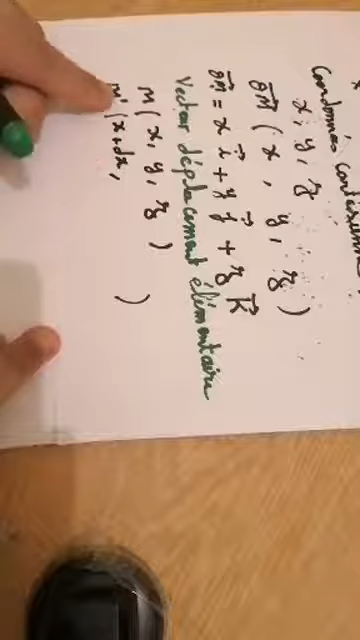 Coordonnées cartésiennes :
x, y, z
OM⃗ ( x , y , z )
OM⃗ = x i⃗ + y j⃗ + z k⃗
Vecteur déplacement élémentaire
M ( x, y, z )
M' ( x+dx, )